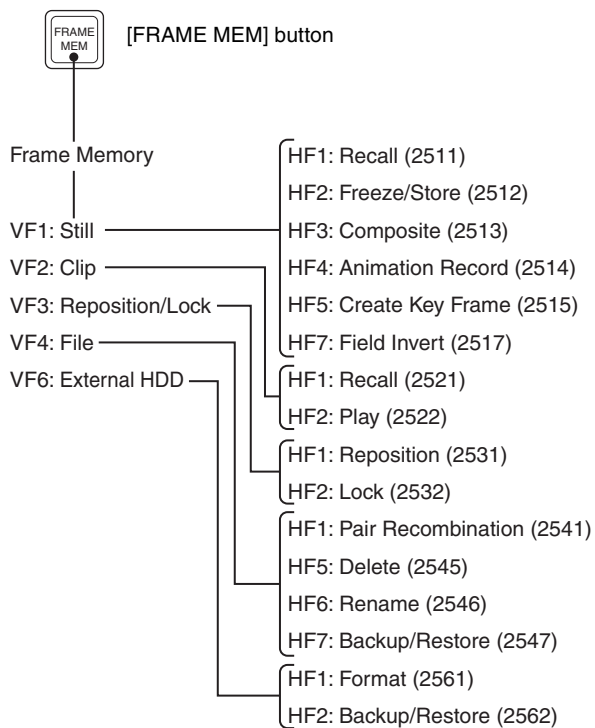 FRAME
MEM
[FRAME MEM] button
Frame Memory
VF1: Still
VF2: Clip
VF3: Reposition/Lock
VF4: File
VF6: External HDD
HF1: Recall (2511)
HF2: Freeze/Store (2512)
HF3: Composite (2513)
HF4: Animation Record (2514)
HF5: Create Key Frame (2515)
HF7: Field Invert (2517)
HF1: Recall (2521)
HF2: Play (2522)
HF1: Reposition (2531)
HF2: Lock (2532)
HF1: Pair Recombination (2541)
HF5: Delete (2545)
HF6: Rename (2546)
HF7: Backup/Restore (2547)
HF1: Format (2561)
HF2: Backup/Restore (2562)